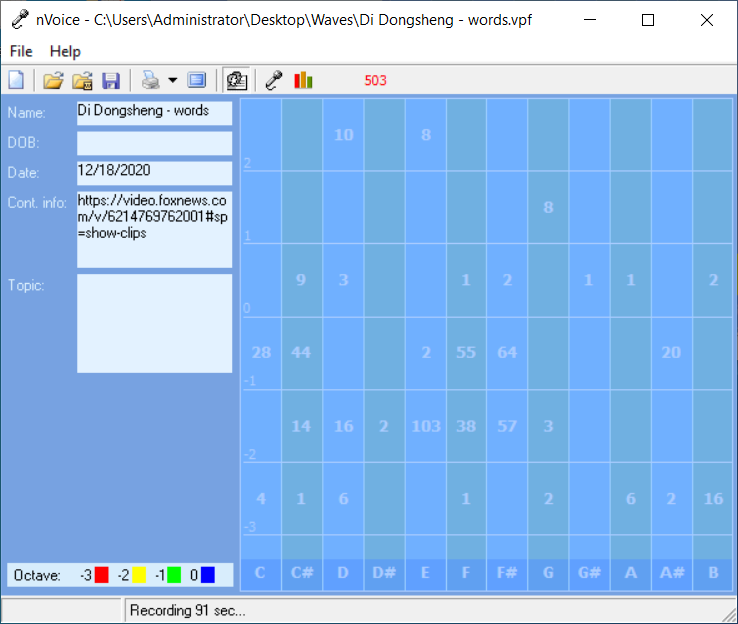 nVoice - C:\Users\Administrator\Desktop\Waves\Di Dongsheng - words.vpf
File Help
503
Name: Di Dongsheng - words
DOB:
Date: 12/18/2020
Cont. info: https://video.foxnews.co
m/v/6214769762001#sp
=show-clips
Topic:
10 8
2
8
1
9 3 1 2 1 1 2
0
28 44 2 55 64 20
-1
14 16 2 103 38 57 3
-2
4 1 6 1 2 6 2 16
-3
C C# D D# E F F# G G# A A# B
Octave: -3 -2 -1 0
Recording 91 sec...